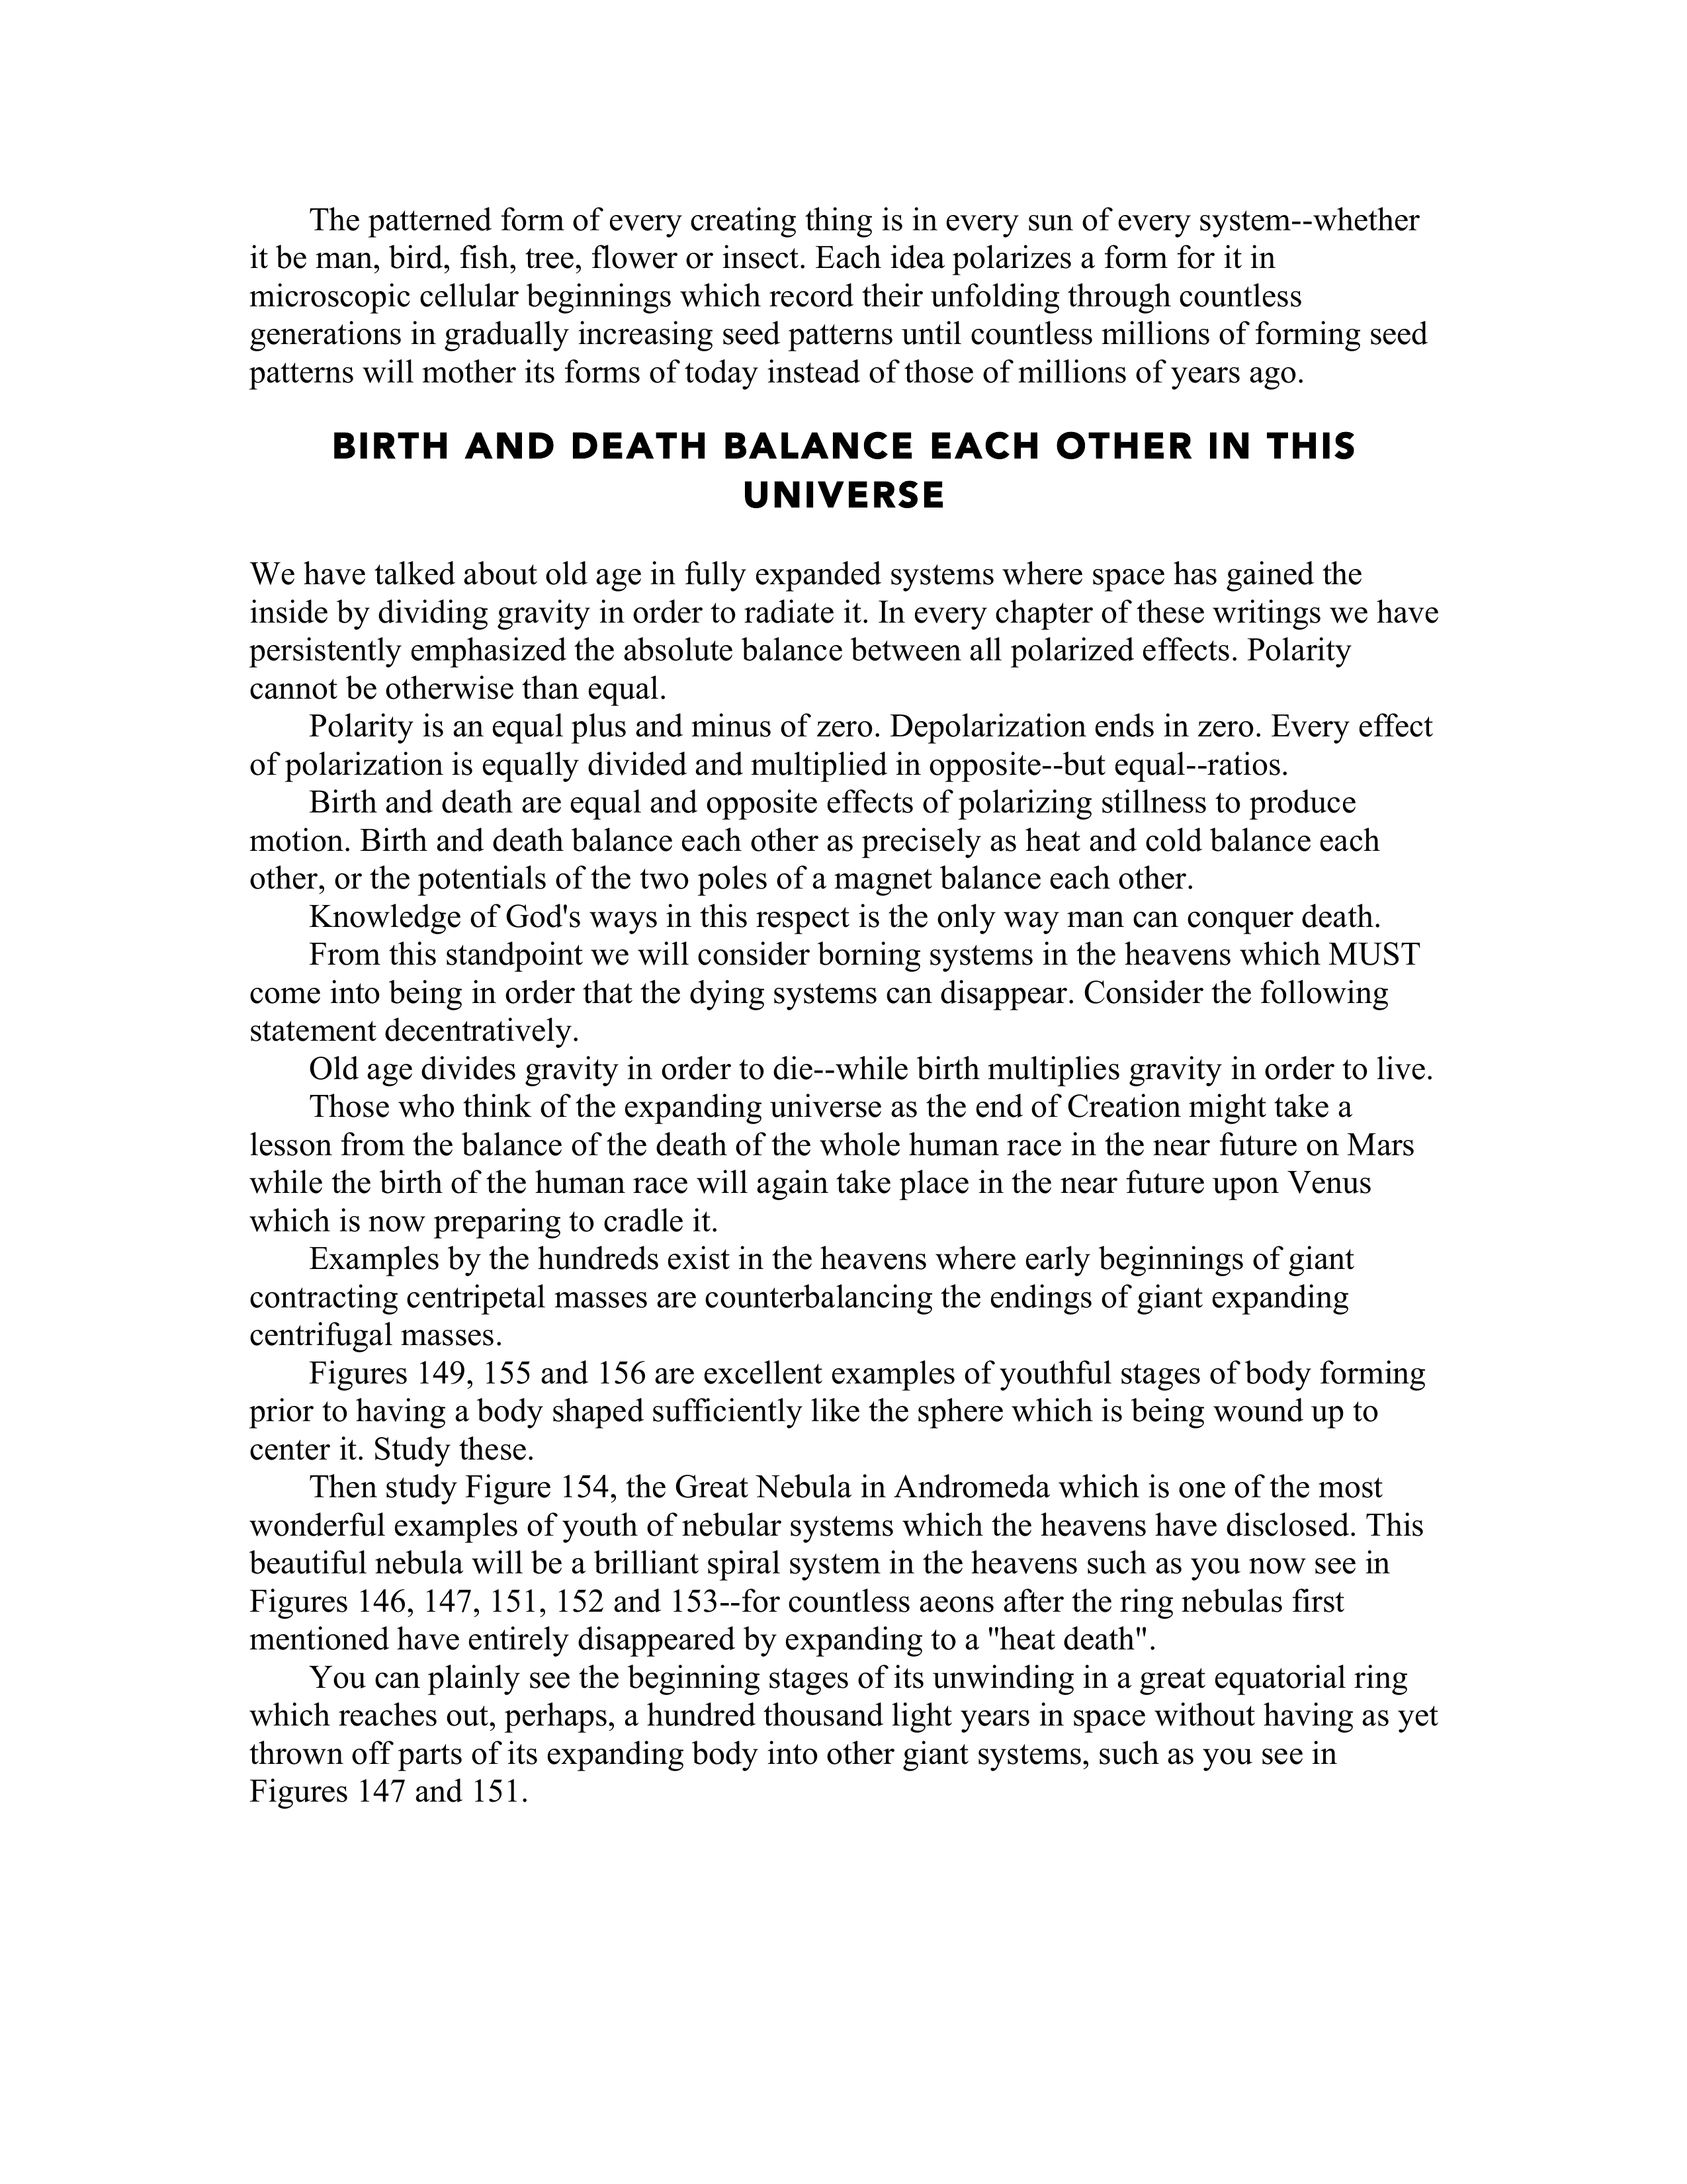 The patterned form of every creating thing is in every sun of every system--whether
it be man, bird, fish, tree, flower or insect. Each idea polarizes a form for it in
microscopic cellular beginnings which record their unfolding through countless
generations in gradually increasing seed patterns until countless millions of forming seed
patterns will mother its forms of today instead of those of millions of years ago.
BIRTH AND DEATH BALANCE EACH OTHER IN THIS
UNIVERSE
We have talked about old age in fully expanded systems where space has gained the
inside by dividing gravity in order to radiate it. In every chapter of these writings we have
persistently emphasized the absolute balance between all polarized effects. Polarity
cannot be otherwise than equal.
Polarity is an equal plus and minus of zero. Depolarization ends in zero. Every effect
of polarization is equally divided and multiplied in opposite--but equal--ratios.
Birth and death are equal and opposite effects of polarizing stillness to produce
motion. Birth and death balance each other as precisely as heat and cold balance each
other, or the potentials of the two poles of a magnet balance each other.
Knowledge of God's ways in this respect is the only way man can conquer death.
From this standpoint we will consider borning systems in the heavens which MUST
come into being in order that the dying systems can disappear. Consider the following
statement decentratively.
Old age divides gravity in order to die--while birth multiplies gravity in order to live.
Those who think of the expanding universe as the end of Creation might take a
lesson from the balance of the death of the whole human race in the near future on Mars
while the birth of the human race will again take place in the near future upon Venus
which is now preparing to cradle it.
Examples by the hundreds exist in the heavens where early beginnings of giant
contracting centripetal masses are counterbalancing the endings of giant expanding
centrifugal masses.
Figures 149, 155 and 156 are excellent examples of youthful stages of body forming
prior to having a body shaped sufficiently like the sphere which is being wound up to
center it. Study these.
Then study Figure 154, the Great Nebula in Andromeda which is one of the most
wonderful examples of youth of nebular systems which the heavens have disclosed. This
beautiful nebula will be a brilliant spiral system in the heavens such as you now see in
Figures 146, 147, 151, 152 and 153--for countless aeons after the ring nebulas first
mentioned have entirely disappeared by expanding to a "heat death".
You can plainly see the beginning stages of its unwinding in a great equatorial ring
which reaches out, perhaps, a hundred thousand light years in space without having as yet
thrown off parts of its expanding body into other giant systems, such as you see in
Figures 147 and 151.